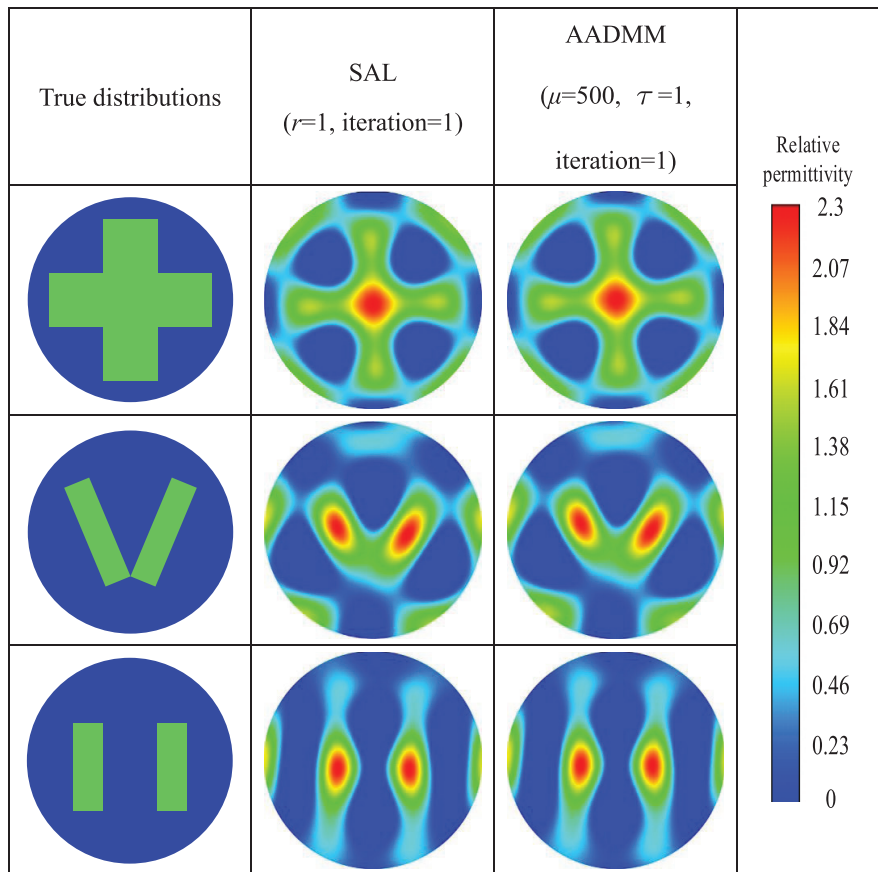 True distributions
SAL
(r=1, iteration=1)
AADMM
(μ=500, τ=1,
iteration=1)
Relative
permittivity
2.3
2.07
1.84
1.61
1.38
1.15
0.92
0.69
0.46
0.23
0